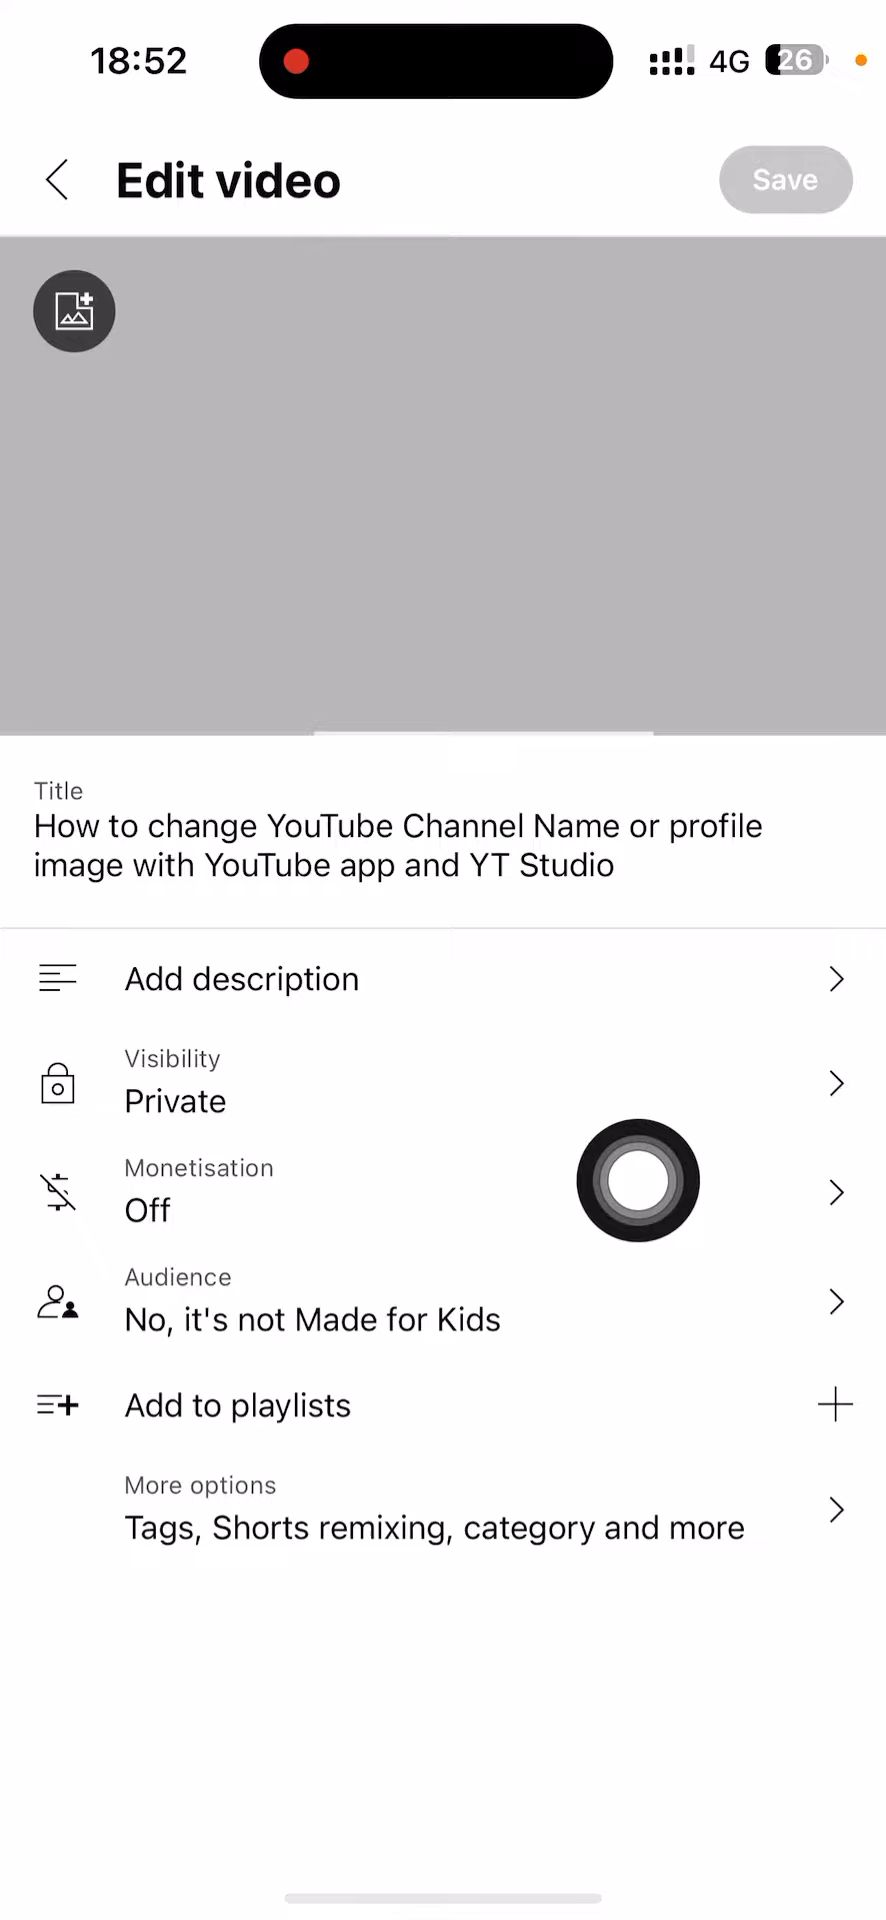 18:52 4G 26
Edit video Save
Title
How to change YouTube Channel Name or profile
image with YouTube app and YT Studio
Add description
Visibility
Private
Monetisation
Off
Audience
No, it's not Made for Kids
Add to playlists
More options
Tags, Shorts remixing, category and more